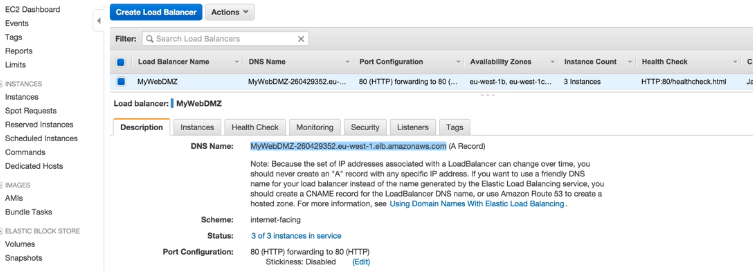 EC2 Dashboard
Events
Tags
Reports
Limits
INSTANCES
Instances
Spot Requests
Reserved Instances
Scheduled Instances
Commands
Dedicated Hosts
IMAGES
AMIs
Bundle Tasks
ELASTIC BLOCK STORE
Volumes
Snapshots
Create Load Balancer Actions
Filter: Search Load Balancers X
Load Balancer Name DNS Name Port Configuration Availability Zones Instance Count Health Check C
MyWebDMZ MyWebDMZ-260429352.eu-... 80 (HTTP) forwarding to 80 (... eu-west-1b, eu-west-1c... 3 Instances HTTP:80/healthcheck.html Ja
Load balancer: MyWebDMZ
Description Instances Health Check Monitoring Security Listeners Tags
DNS Name: MyWebDMZ-260429352.eu-west-1.elb.amazonaws.com (A Record)
Note: Because the set of IP addresses associated with a LoadBalancer can change over time, you
should never create an "A" record with any specific IP address. If you want to use a friendly DNS
name for your load balancer instead of the name generated by the Elastic Load Balancing service, you
should create a CNAME record for the LoadBalancer DNS name, or use Amazon Route 53 to create a
hosted zone. For more information, see Using Domain Names With Elastic Load Balancing.
Scheme: internet-facing
Status: 3 of 3 instances in service
Port Configuration: 80 (HTTP) forwarding to 80 (HTTP)
Stickiness: Disabled (Edit)